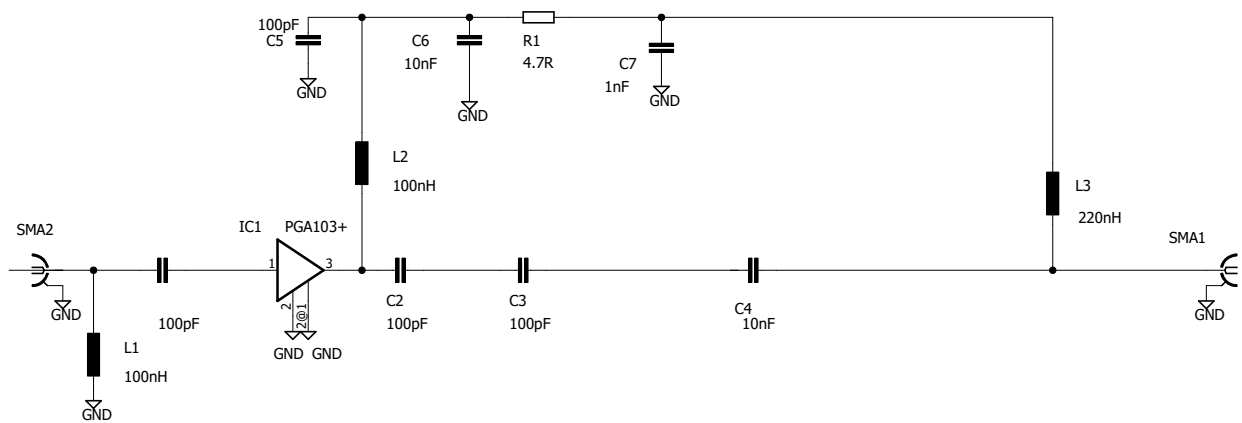 100pF
C5
GND
C6
10nF
GND
R1
4.7R
C7
1nF
GND
L2
100nH
L3
220nH
SMA2
GND
L1
100nH
GND
100pF
IC1
PGA103+
1
3
2
2@1
GND
GND
C2
100pF
C3
100pF
C4
10nF
SMA1
GND